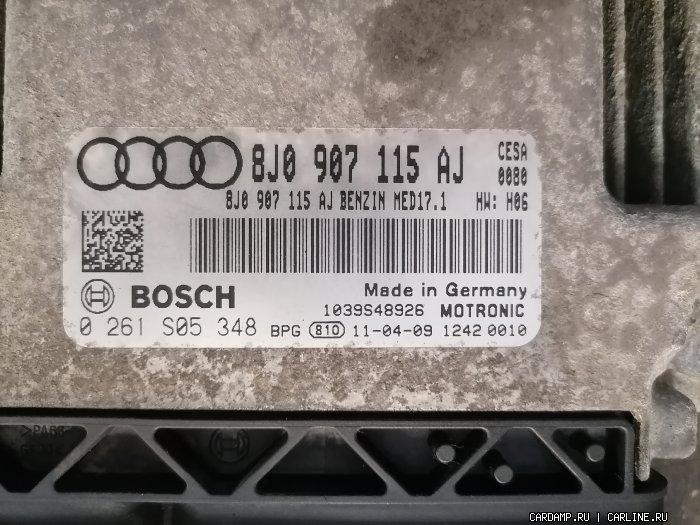 8J0 907 115 AJ CESA
0080
8J0 907 115 AJ BENZIN MED17.1 HW: H06
BOSCH Made in Germany
1039S48926 MOTRONIC
0 261 S05 348 BPG 810 11-04-09 1242 0010
>PA66
CARDAMP.RU | CARLINE.RU